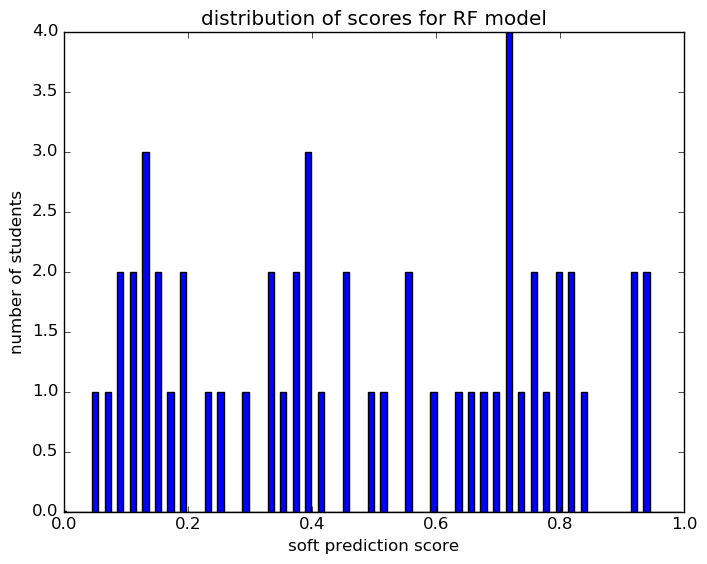 distribution of scores for RF model
4.0
3.5
3.0
2.5
2.0
1.5
1.0
0.5
0.0
number of students
0.0 0.2 0.4 0.6 0.8 1.0
soft prediction score